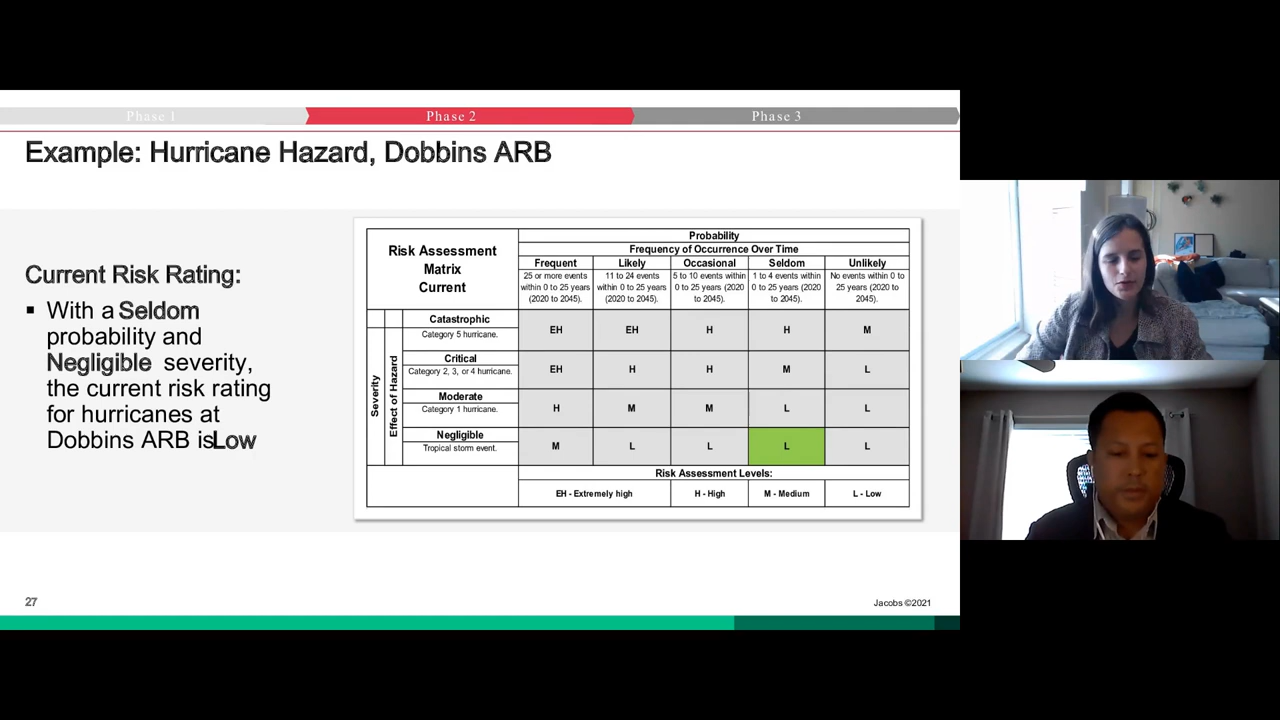 Phase 1
Phase 2
Phase 3
Example: Hurricane Hazard, Dobbins ARB
Current Risk Rating:
▪ With a Seldom
probability and
Negligible severity,
the current risk rating
for hurricanes at
Dobbins ARB is Low
Risk Assessment
Matrix
Current
Probability
Frequency of Occurrence Over Time
Frequent
25 or more events
within 0 to 25 years
(2020 to 2045).
Likely
11 to 24 events
within 0 to 25 years
(2020 to 2045).
Occasional
5 to 10 events within
0 to 25 years (2020
to 2045).
Seldom
1 to 4 events within
0 to 25 years (2020
to 2045).
Unlikely
No events within 0 to
25 years (2020 to
2045).
Severity
Effect of Hazard
Catastrophic
Category 5 hurricane.
EH EH H H M
Critical
Category 2, 3, or 4 hurricane.
EH H H M L
Moderate
Category 1 hurricane.
H M M L L
Negligible
Tropical storm event.
M L L L L
Risk Assessment Levels:
EH - Extremely high
H - High
M - Medium
L - Low
27
Jacobs ©2021